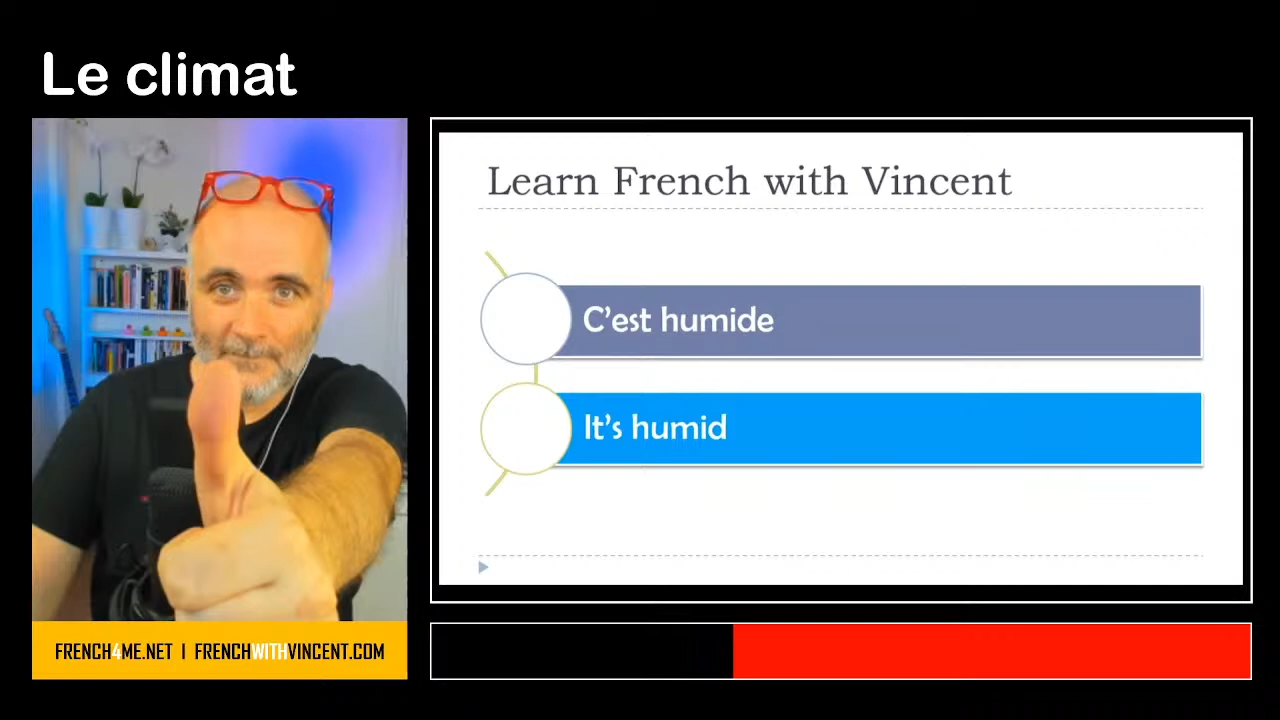 Le climat
Learn French with Vincent
C'est humide
It's humid
FRENCH4ME.NET | FRENCHWITHVINCENT.COM